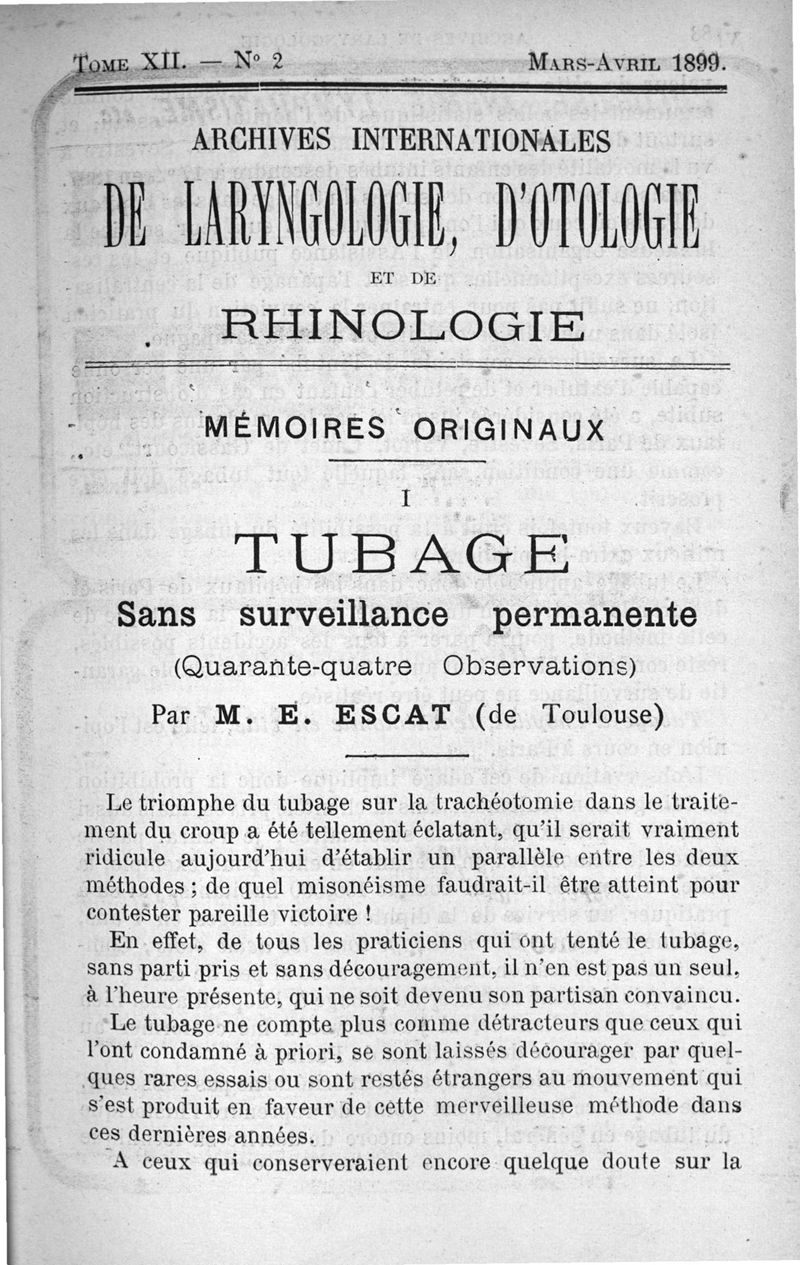 TOME XII. — Nº 2 MARS-AVRIL 1899.
ARCHIVES INTERNATIONALES
DE LARYNGOLOGIE, D'OTOLOGIE
ET DE
RHINOLOGIE
MÉMOIRES ORIGINAUX
I
TUBAGE
Sans surveillance permanente
(Quarante-quatre Observations)
Par M. E. ESCAT (de Toulouse)
Le triomphe du tubage sur la trachéotomie dans le traite-
ment du croup a été tellement éclatant, qu'il serait vraiment
ridicule aujourd'hui d'établir un parallèle entre les deux
méthodes ; de quel misonéisme faudrait-il être atteint pour
contester pareille victoire !
En effet, de tous les praticiens qui ont tenté le tubage,
sans parti pris et sans découragement, il n'en est pas un seul,
à l'heure présente, qui ne soit devenu son partisan convaincu.
Le tubage ne compte plus comme détracteurs que ceux qui
l'ont condamné à priori, se sont laissés décourager par quel-
ques rares essais ou sont restés étrangers au mouvement qui
s'est produit en faveur de cette merveilleuse méthode dans
ces dernières années.
A ceux qui conserveraient encore quelque doute sur la